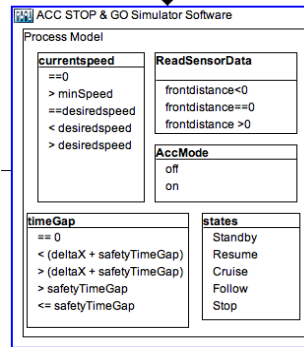 ACC STOP & GO Simulator Software
Process Model
currentspeed
==0
> minSpeed
==desiredspeed
< desiredspeed
> desiredspeed
ReadSensorData
frontdistance<0
frontdistance==0
frontdistance >0
AccMode
off
on
timeGap
== 0
< (deltaX + safetyTimeGap)
> (deltaX + safetyTimeGap)
> safetyTimeGap
<= safetyTimeGap
states
Standby
Resume
Cruise
Follow
Stop